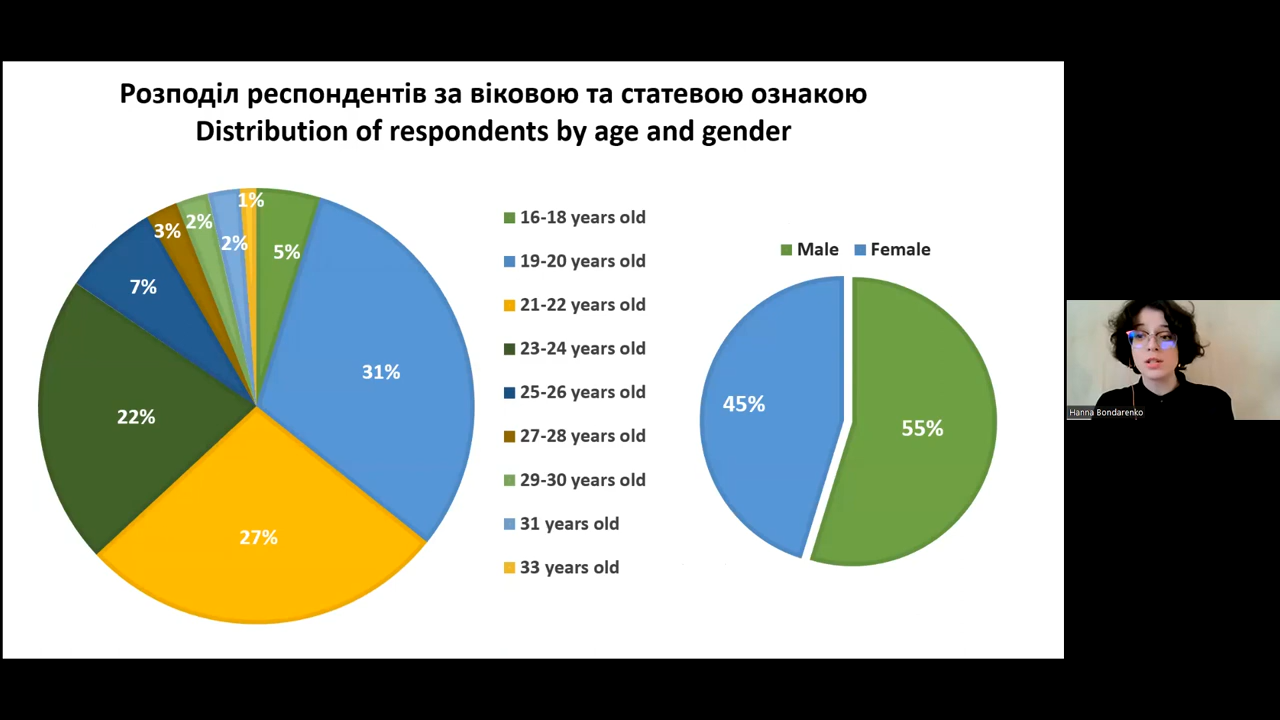 Розподіл респондентів за віковою та статевою ознакою
Distribution of respondents by age and gender
1%
2%
3%
2%
5%
7%
31%
22%
27%
16-18 years old
19-20 years old
21-22 years old
23-24 years old
25-26 years old
27-28 years old
29-30 years old
31 years old
33 years old
Male Female
45%
55%
Hanna Bondarenko